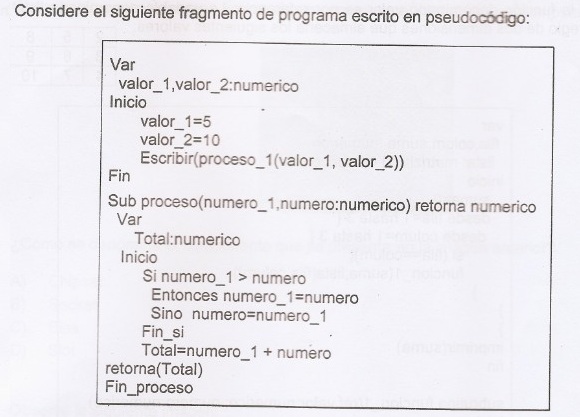 Considere el siguiente fragmento de programa escrito en pseudocódigo:
Var
valor_1,valor_2:numerico
Inicio
valor_1=5
valor_2=10
Escribir(proceso_1(valor_1, valor_2))
Fin
Sub proceso(numero_1,numero:numerico) retorna numerico
Var
Total:numerico
Inicio
Si numero_1 > numero
Entonces numero_1=numero
Sino numero=numero_1
Fin_si
Total=numero_1 + numero
retorna(Total)
Fin_proceso